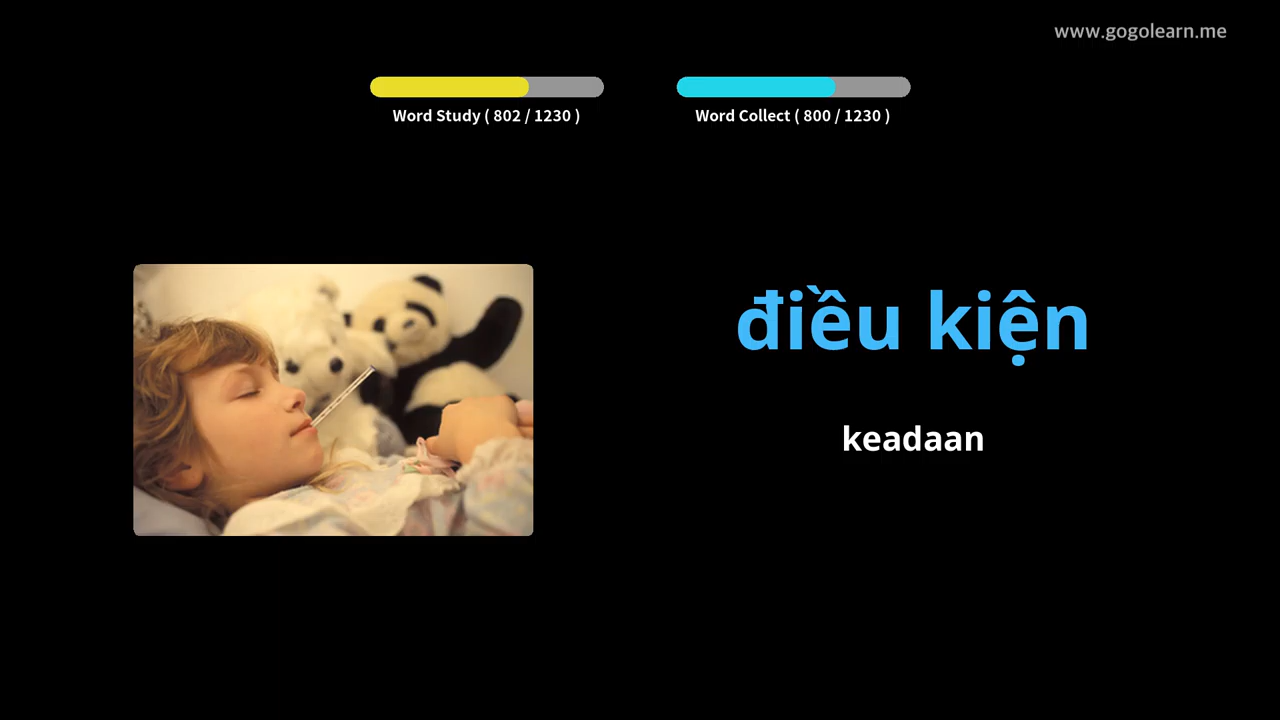 www.gogolearn.me
Word Study ( 802 / 1230 )
Word Collect ( 800 / 1230 )
điều kiện
keadaan